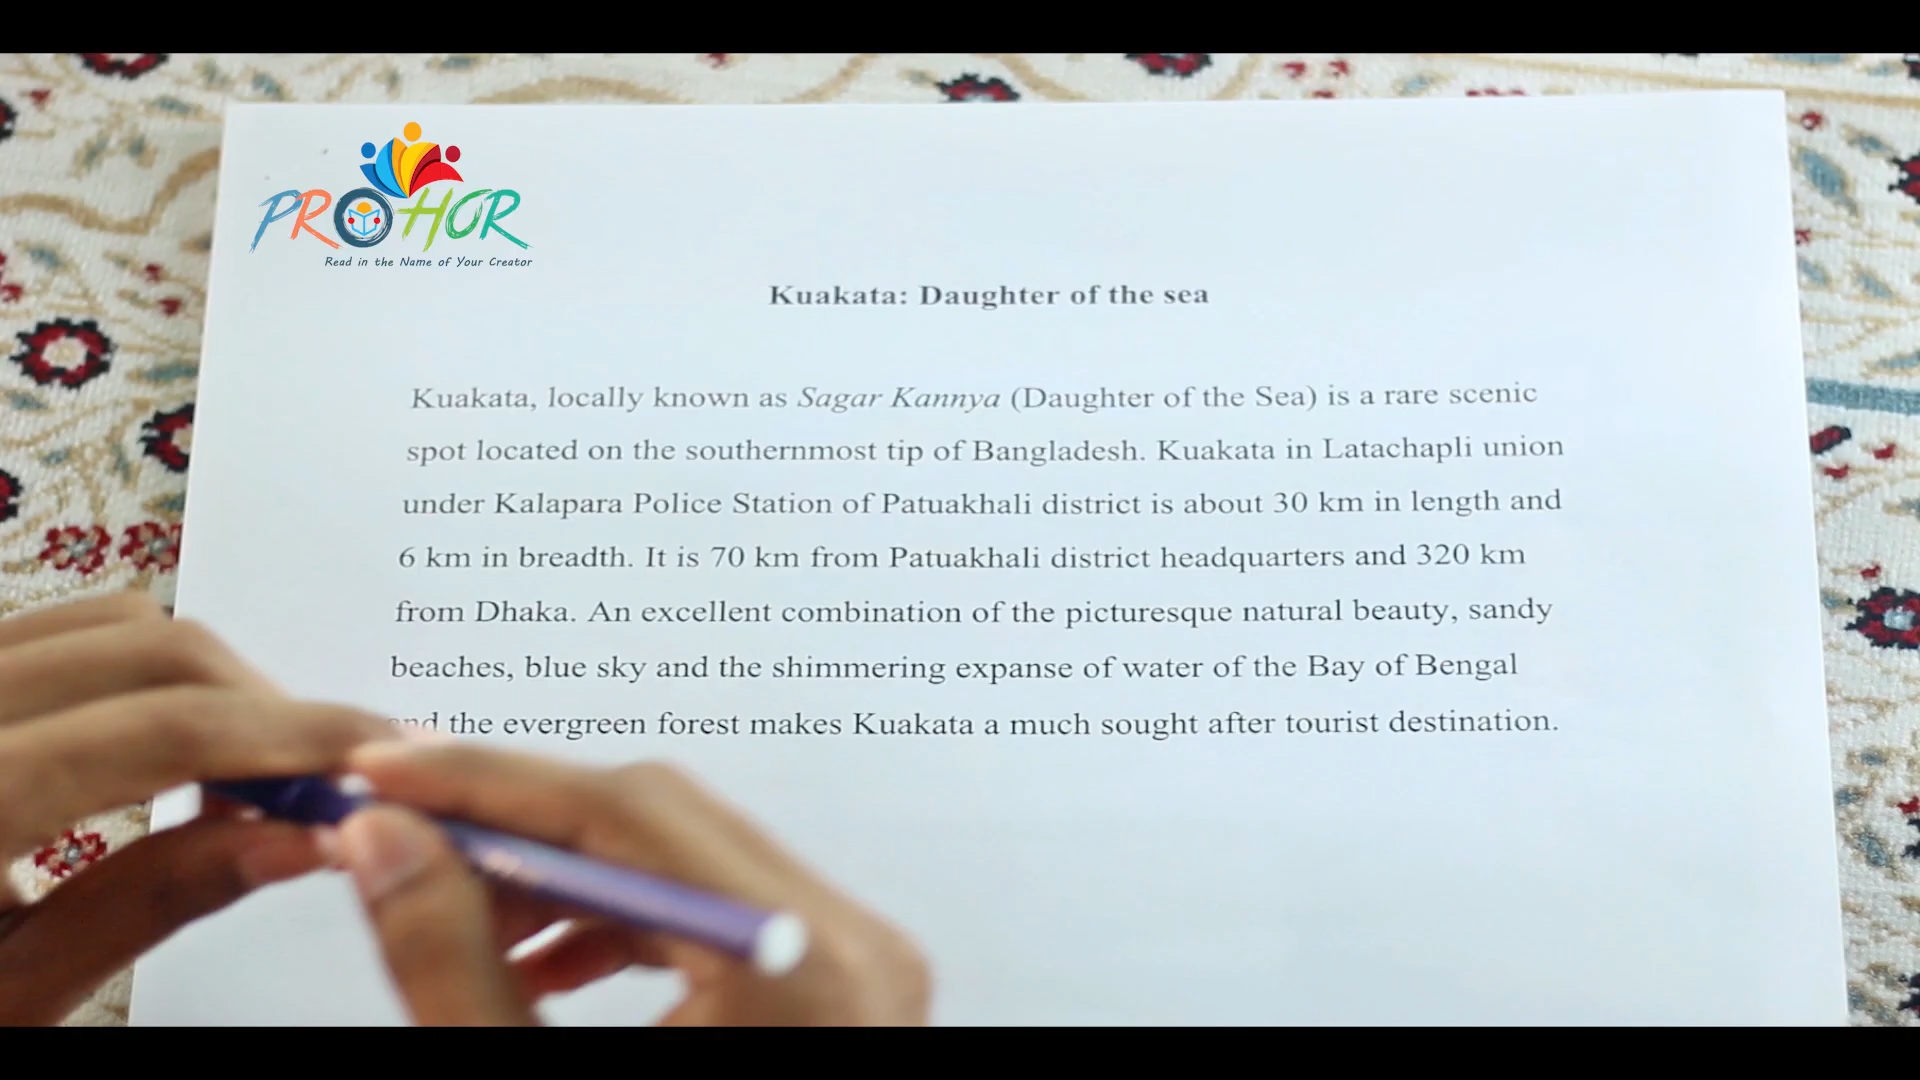 PROHOR
Read in the Name of Your Creator
Kuakata: Daughter of the sea
Kuakata, locally known as Sagar Kannya (Daughter of the Sea) is a rare scenic
spot located on the southernmost tip of Bangladesh. Kuakata in Latachapli union
under Kalapara Police Station of Patuakhali district is about 30 km in length and
6 km in breadth. It is 70 km from Patuakhali district headquarters and 320 km
from Dhaka. An excellent combination of the picturesque natural beauty, sandy
beaches, blue sky and the shimmering expanse of water of the Bay of Bengal
and the evergreen forest makes Kuakata a much sought after tourist destination.